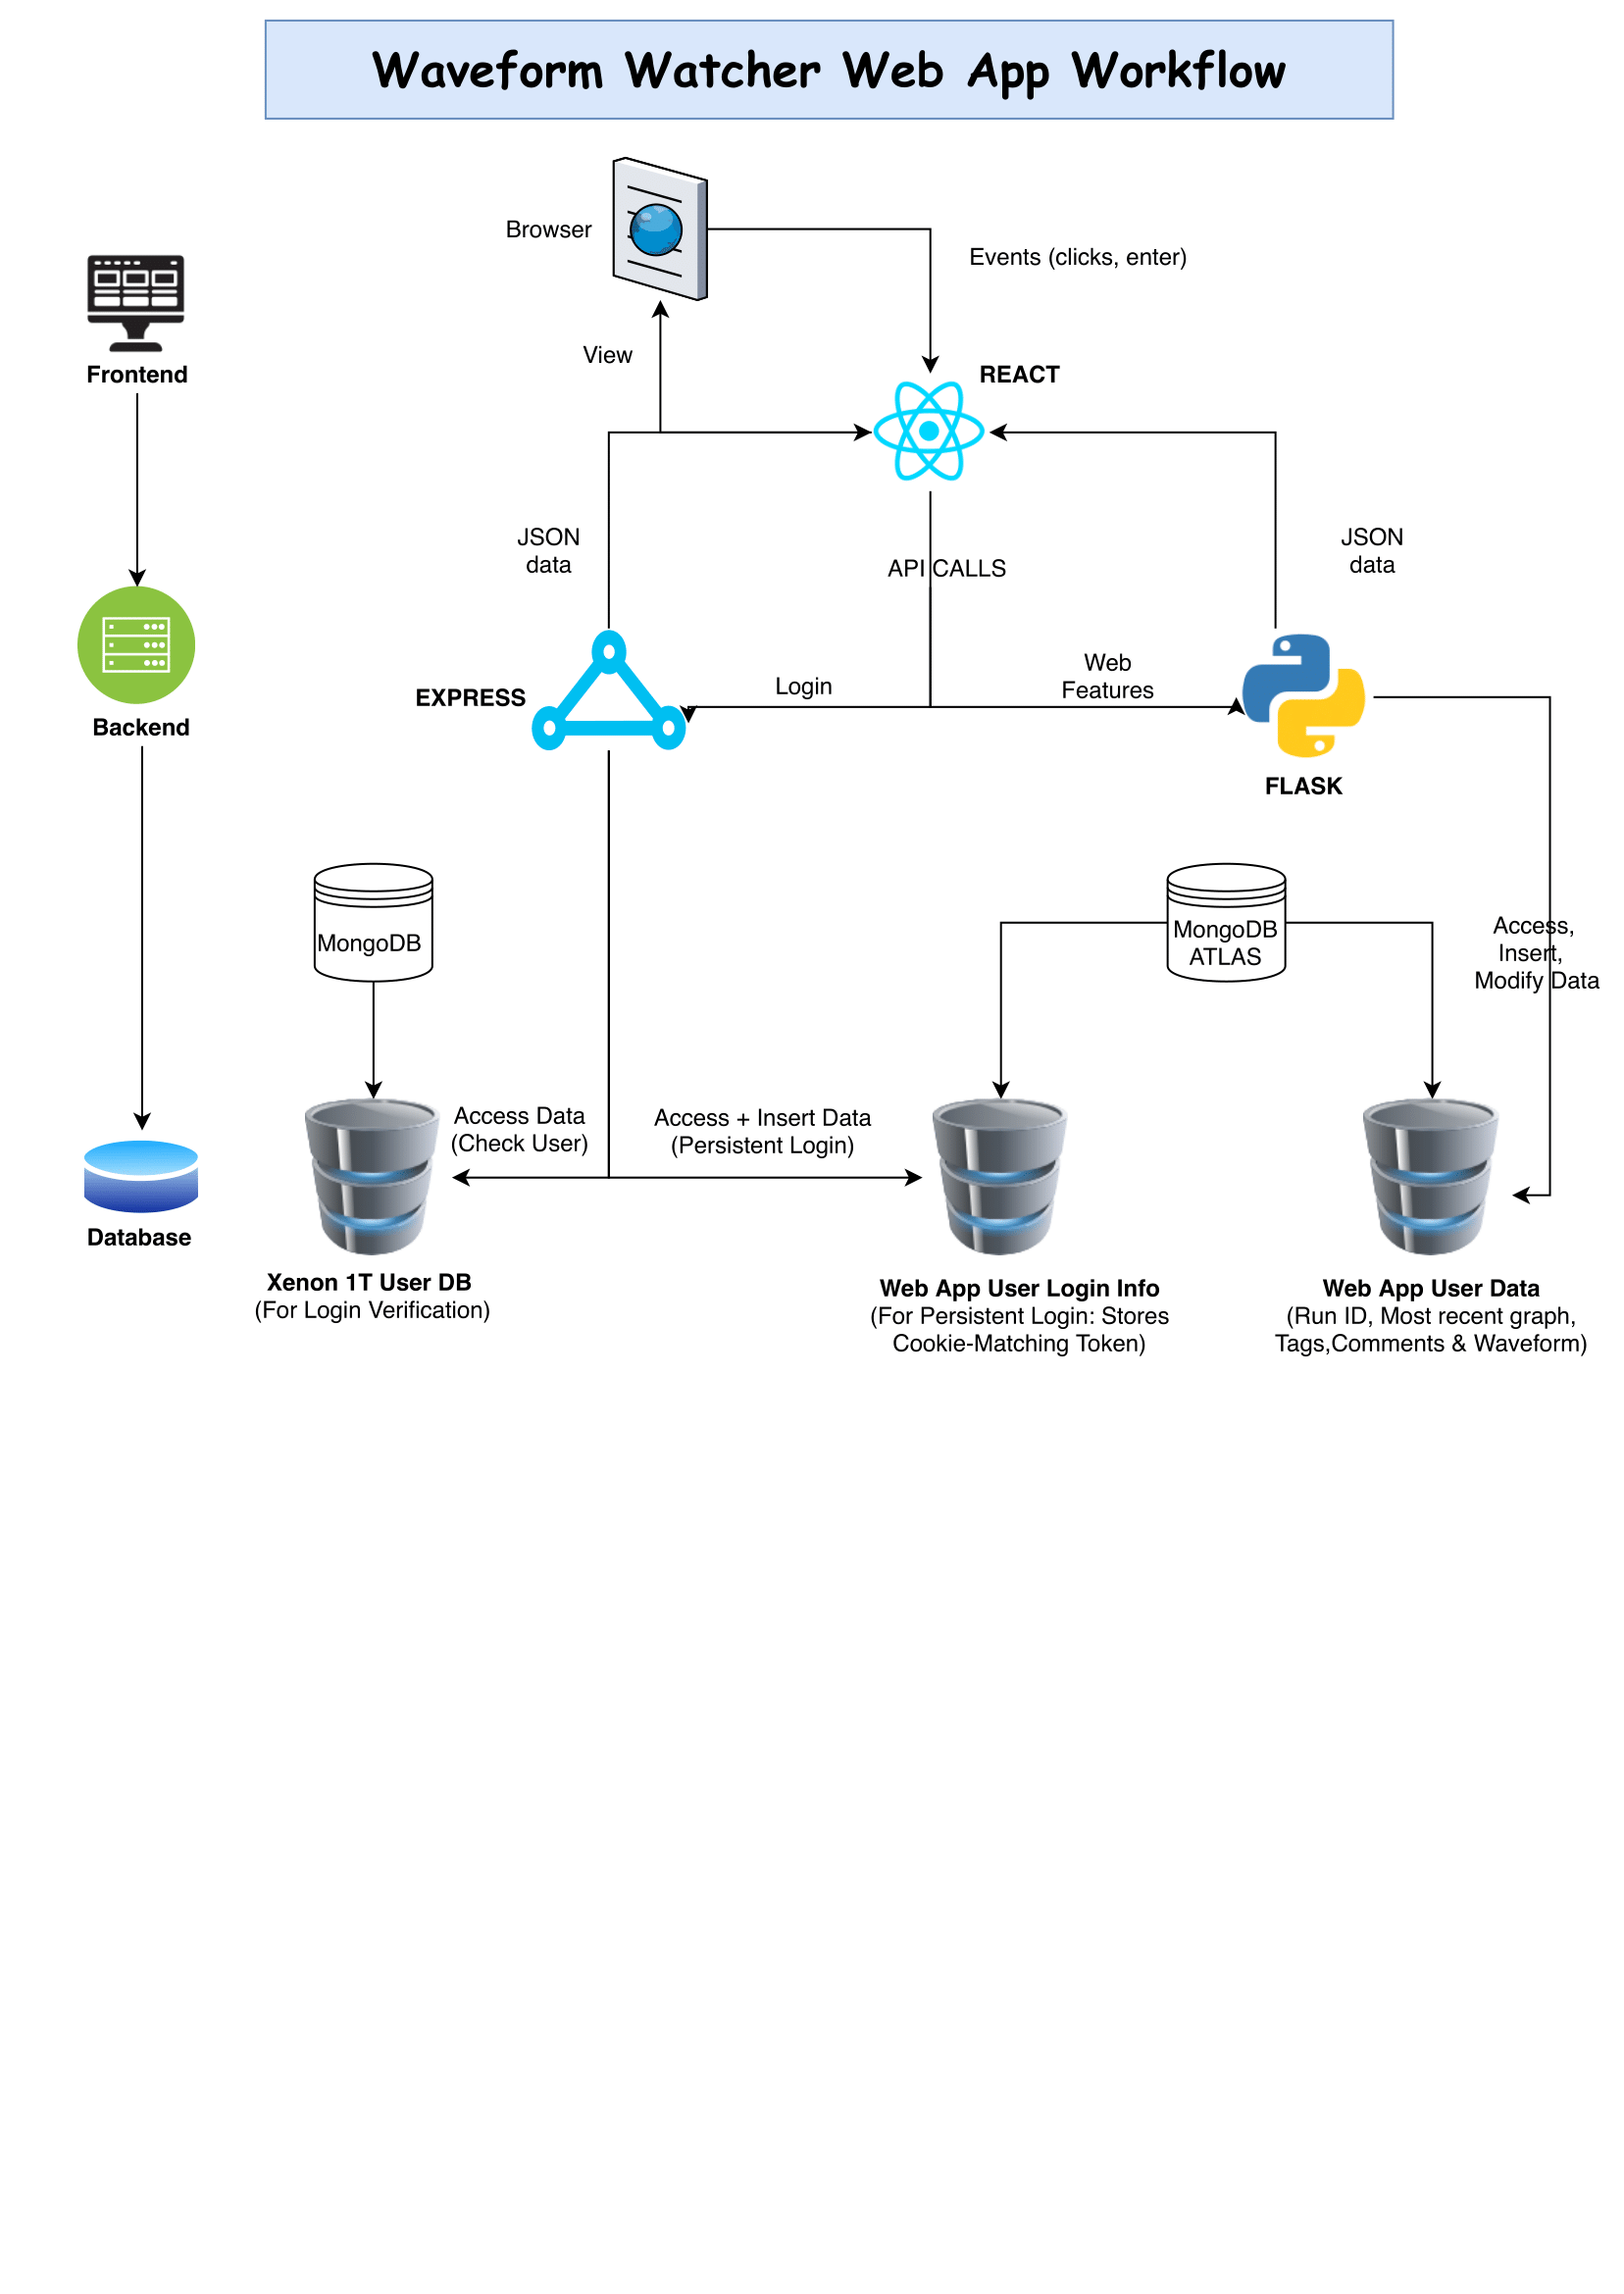 Waveform Watcher Web App Workflow
Browser
Events (clicks, enter)
View
Frontend
REACT
JSON
data
API CALLS
JSON
data
Login
Web
Features
EXPRESS
Backend
FLASK
MongoDB
MongoDB
ATLAS
Access,
Insert,
Modify Data
Access Data
(Check User)
Access + Insert Data
(Persistent Login)
Database
Xenon 1T User DB
(For Login Verification)
Web App User Login Info
(For Persistent Login: Stores
Cookie-Matching Token)
Web App User Data
(Run ID, Most recent graph,
Tags,Comments & Waveform)